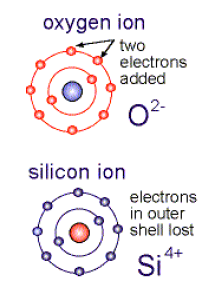 oxygen ion
two
electrons
added
O2-
silicon ion
electrons
in outer
shell lost
Si4+